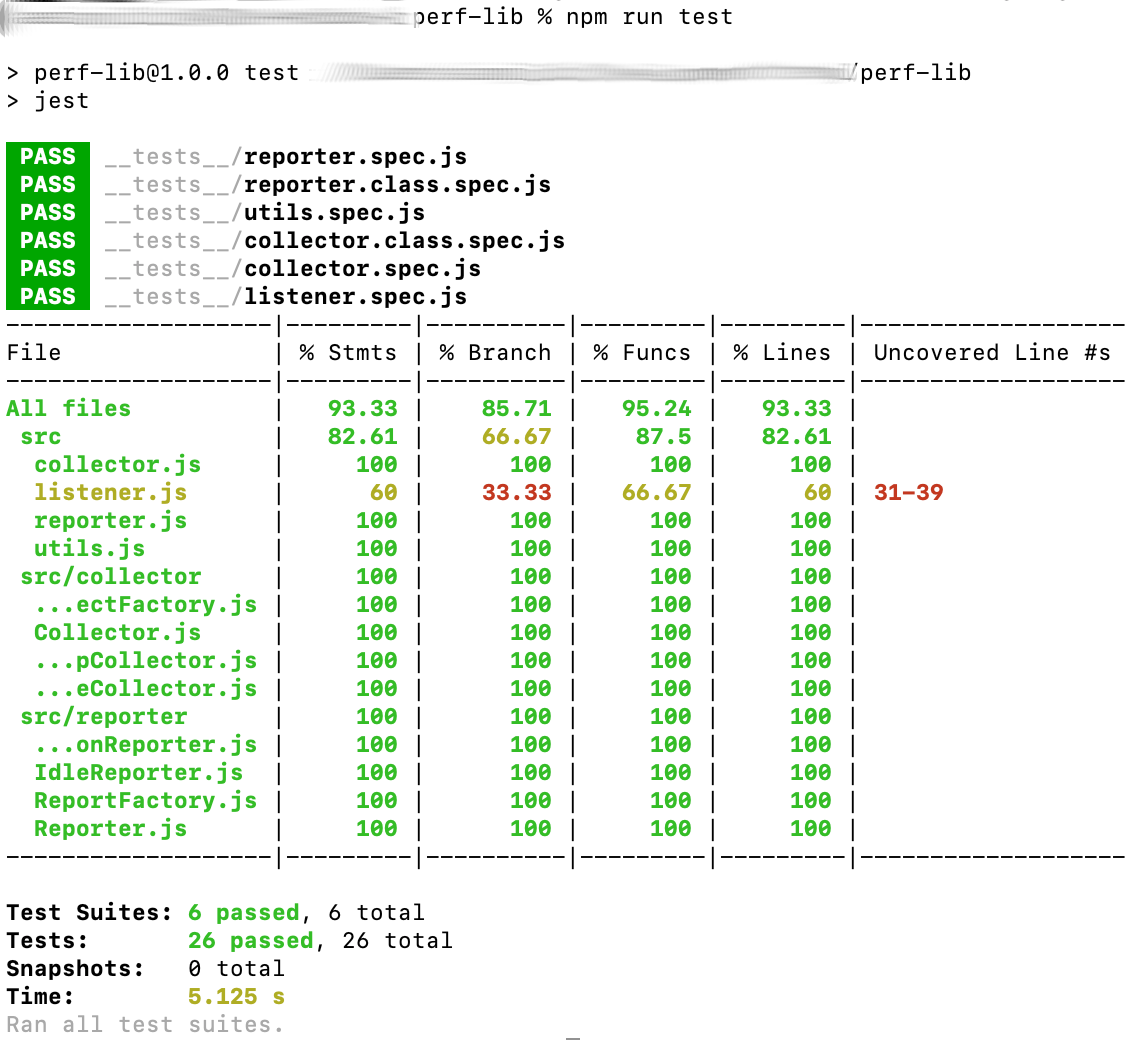 perf-lib % npm run test
> perf-lib@1.0.0 test /perf-lib
> jest
PASS __tests__/reporter.spec.js
PASS __tests__/reporter.class.spec.js
PASS __tests__/utils.spec.js
PASS __tests__/collector.class.spec.js
PASS __tests__/collector.spec.js
PASS __tests__/listener.spec.js
-------------------|---------|----------|---------|---------|-------------------
File | % Stmts | % Branch | % Funcs | % Lines | Uncovered Line #s
-------------------|---------|----------|---------|---------|-------------------
All files | 93.33 | 85.71 | 95.24 | 93.33 |
src | 82.61 | 66.67 | 87.5 | 82.61 |
collector.js | 100 | 100 | 100 | 100 |
listener.js | 60 | 33.33 | 66.67 | 60 | 31-39
reporter.js | 100 | 100 | 100 | 100 |
utils.js | 100 | 100 | 100 | 100 |
src/collector | 100 | 100 | 100 | 100 |
...ectFactory.js | 100 | 100 | 100 | 100 |
Collector.js | 100 | 100 | 100 | 100 |
...pCollector.js | 100 | 100 | 100 | 100 |
...eCollector.js | 100 | 100 | 100 | 100 |
src/reporter | 100 | 100 | 100 | 100 |
...onReporter.js | 100 | 100 | 100 | 100 |
IdleReporter.js | 100 | 100 | 100 | 100 |
ReportFactory.js | 100 | 100 | 100 | 100 |
Reporter.js | 100 | 100 | 100 | 100 |
-------------------|---------|----------|---------|---------|-------------------
Test Suites: 6 passed, 6 total
Tests: 26 passed, 26 total
Snapshots: 0 total
Time: 5.125 s
Ran all test suites.